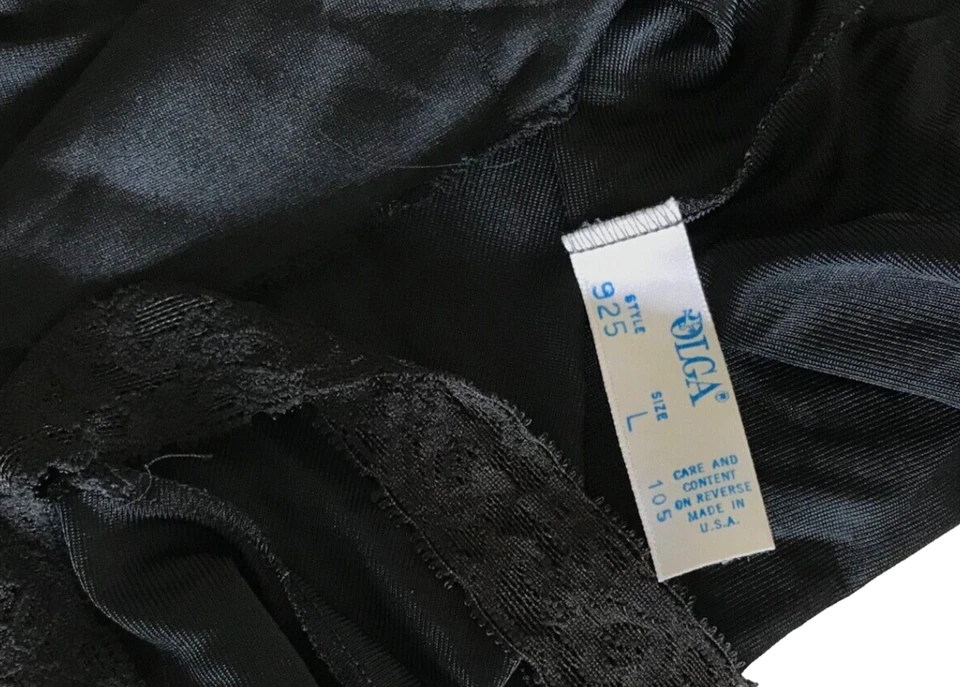 OLGA®
STYLE
925
SIZE
L
105
CARE AND
CONTENT
ON REVERSE
MADE IN
U.S.A.